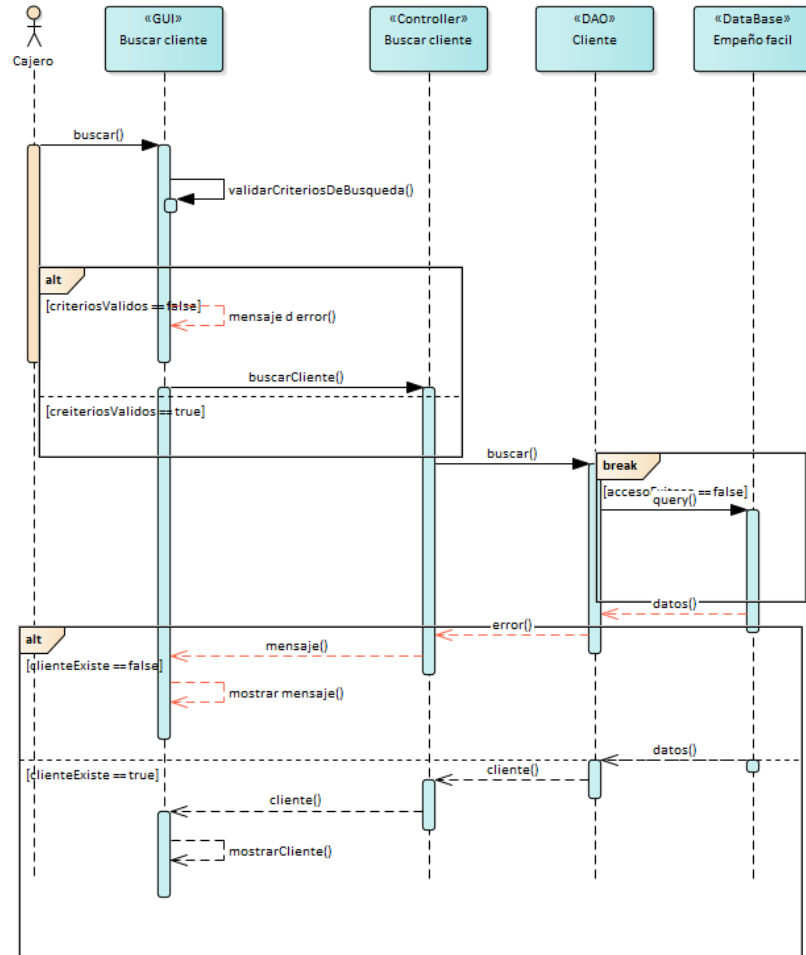 «GUI»
Buscar cliente
«Controller»
Buscar cliente
«DAO»
Cliente
«DataBase»
Empeño facil
Cajero
buscar()
validarCriteriosDeBusqueda()
alt
[criteriosValidos == false]
mensaje d error()
buscarCliente()
[creiteriosValidos == true]
buscar()
break
[accesoExitoso == false]
query()
datos()
error()
alt
mensaje()
[clienteExiste == false]
mostrar mensaje()
datos()
[clienteExiste == true]
cliente()
cliente()
mostrarCliente()